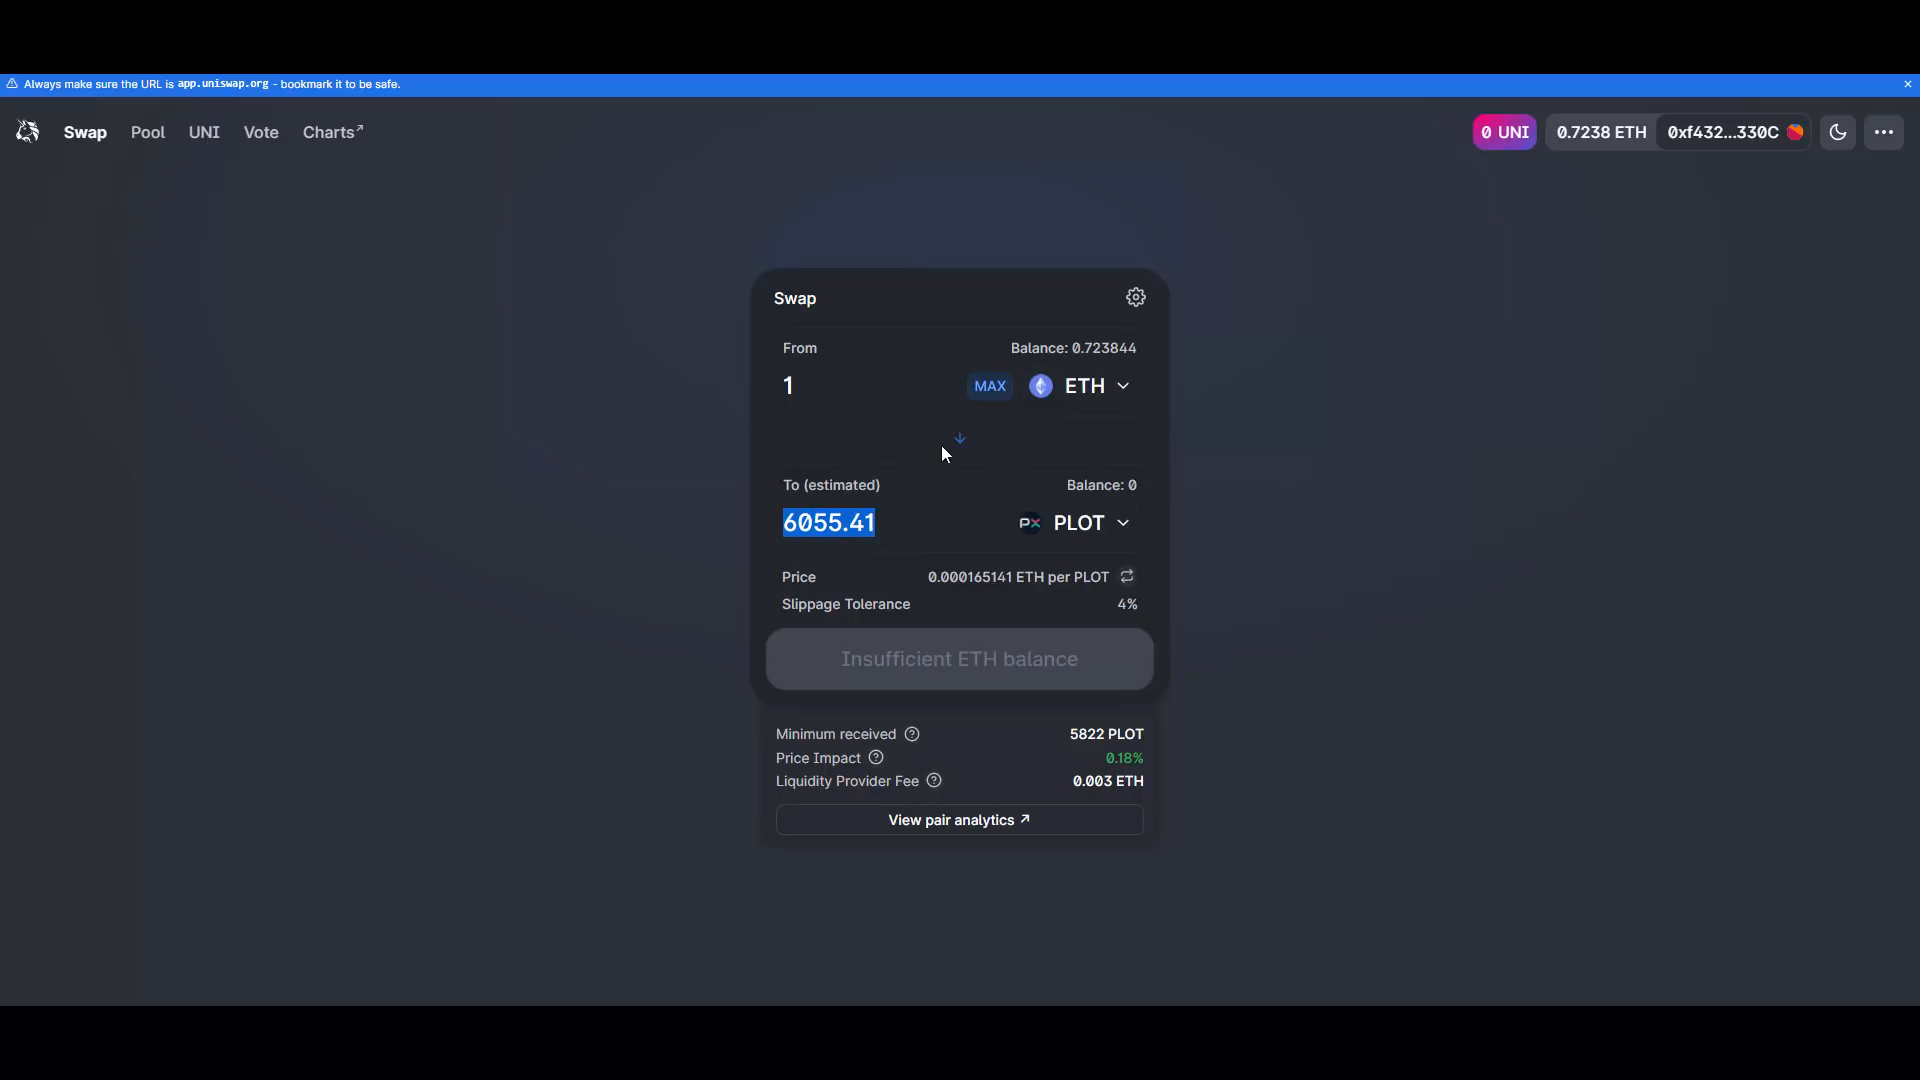 Always make sure the URL is app.uniswap.org - bookmark it to be safe.
Swap Pool UNI Vote Charts↗ 0 UNI 0.7238 ETH 0xf432...330C
Swap
From Balance: 0.723844
1 MAX ETH
To (estimated) Balance: 0
6055.41 PX PLOT
Price 0.000165141 ETH per PLOT
Slippage Tolerance 4%
Insufficient ETH balance
Minimum received ? 5822 PLOT
Price Impact ? 0.18%
Liquidity Provider Fee ? 0.003 ETH
View pair analytics ↗